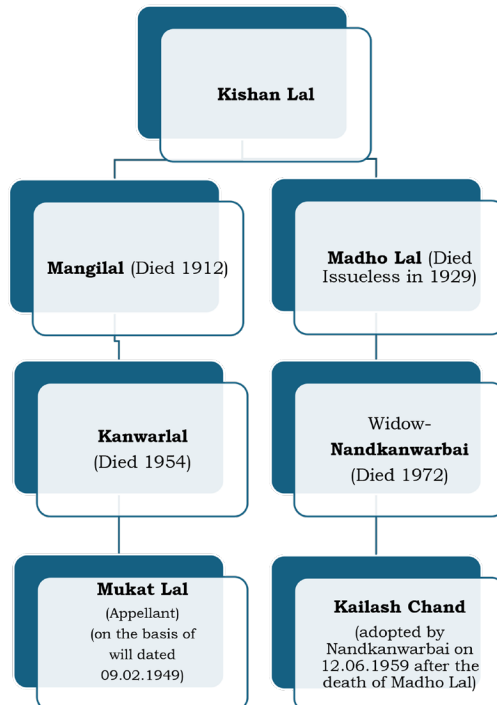 Kishan Lal
Mangilal (Died 1912)
Madho Lal (Died
Issueless in 1929)
Kanwarlal
(Died 1954)
Widow-
Nandkanwarbai
(Died 1972)
Mukat Lal
(Appellant)
(on the basis of
will dated
09.02.1949)
Kailash Chand
(adopted by
Nandkanwarbai on
12.06.1959 after the
death of Madho Lal)